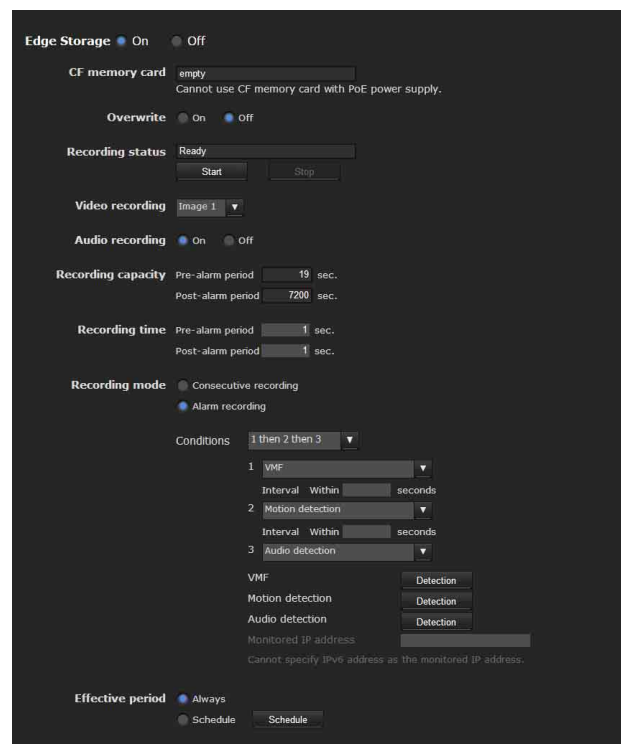 Edge Storage On Off
CF memory card empty
Cannot use CF memory card with PoE power supply.
Overwrite On Off
Recording status Ready
Start Stop
Video recording Image 1
Audio recording On Off
Recording capacity Pre-alarm period 19 sec.
Post-alarm period 7200 sec.
Recording time Pre-alarm period 1 sec.
Post-alarm period 1 sec.
Recording mode Consecutive recording
Alarm recording
Conditions 1 then 2 then 3
1 VMF
Interval Within seconds
2 Motion detection
Interval Within seconds
3 Audio detection
VMF Detection
Motion detection Detection
Audio detection Detection
Monitored IP address
Cannot specify IPv6 address as the monitored IP address.
Effective period Always
Schedule Schedule